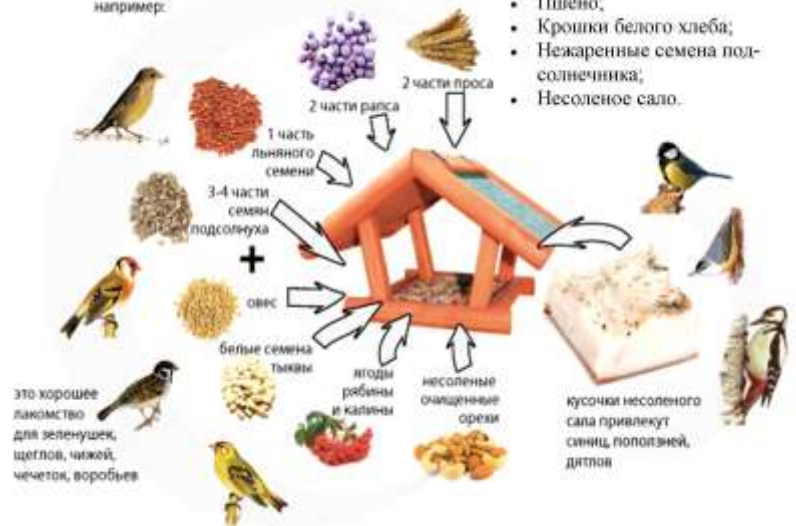 например:
• Пшено;
• Крошки белого хлеба;
• Нежаренные семена под-
солнечника;
• Несоленое сало.
2 части проса
2 части рапса
1 часть
льняного
семени
3-4 части
семян
подсолнуха
+
овес
белые семена
тыквы
ягоды
рябины
и калины
несоленые
очищенные
орехи
это хорошее
лакомство
для зеленушек,
щеглов, чижей,
чечеток, воробьев
кусочки несоленого
сала привлекут
синиц, поползней,
дятлов